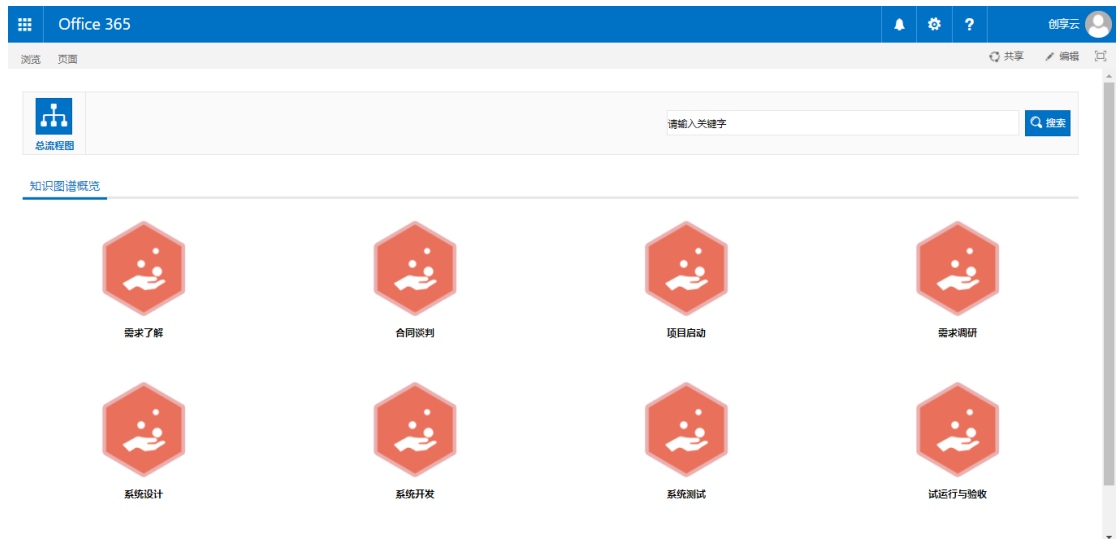 Office 365
? 创享云
浏览 页面
共享 编辑
总流程图
请输入关键字
搜索
知识图谱概览
需求了解 合同谈判 项目启动 需求调研
系统设计 系统开发 系统测试 试运行与验收